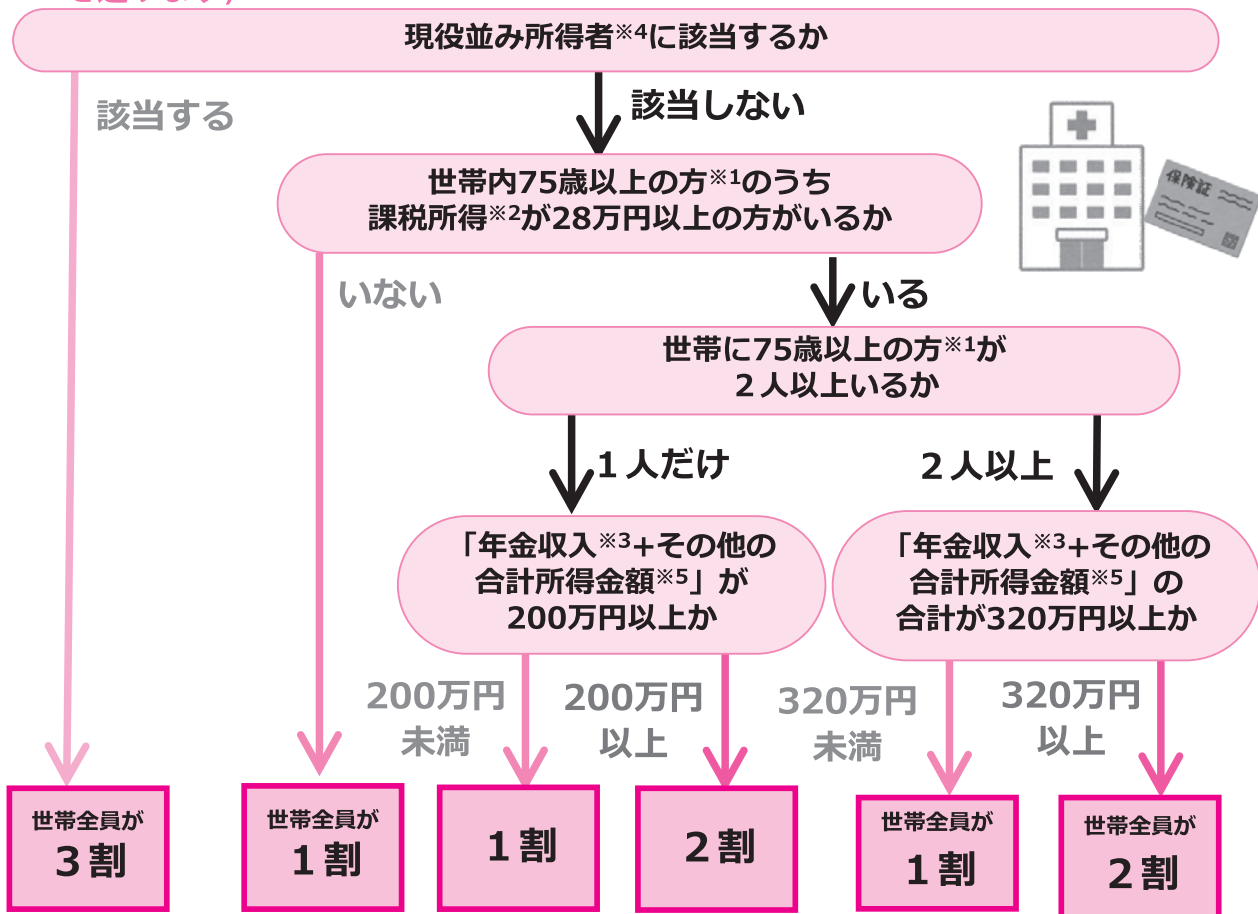 現役並み所得者※4に該当するか
該当する
該当しない
保険証
世帯内75歳以上の方※1のうち
課税所得※2が28万円以上の方がいるか
いない
いる
世帯に75歳以上の方※1が
２人以上いるか
１人だけ
２人以上
「年金収入※3+その他の
合計所得金額※5」が
200万円以上か
「年金収入※3+その他の
合計所得金額※5」の
合計が320万円以上か
200万円
未満
200万円
以上
320万円
未満
320万円
以上
世帯全員が
３割
世帯全員が
１割
１割
２割
世帯全員が
１割
世帯全員が
２割